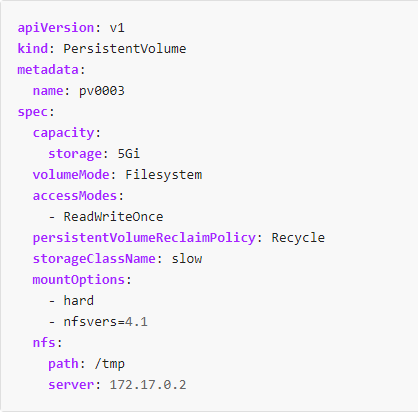 apiVersion: v1
kind: PersistentVolume
metadata:
  name: pv0003
spec:
  capacity:
    storage: 5Gi
  volumeMode: Filesystem
  accessModes:
    - ReadWriteOnce
  persistentVolumeReclaimPolicy: Recycle
  storageClassName: slow
  mountOptions:
    - hard
    - nfsvers=4.1
  nfs:
    path: /tmp
    server: 172.17.0.2